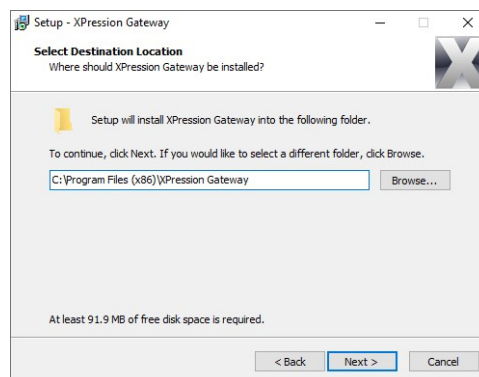 Setup - XPression Gateway
Select Destination Location
Where should XPression Gateway be installed?
Setup will install XPression Gateway into the following folder.
To continue, click Next. If you would like to select a different folder, click Browse.
C:\Program Files (x86)\XPression Gateway
Browse...
At least 91.9 MB of free disk space is required.
< Back
Next >
Cancel